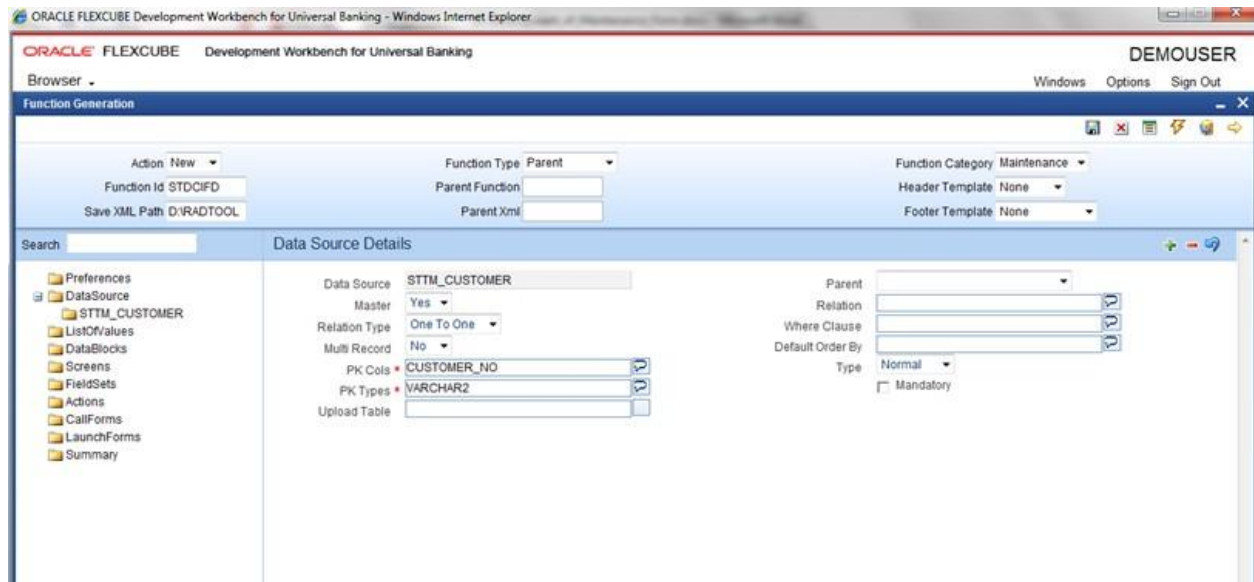 ORACLE FLEXCUBE Development Workbench for Universal Banking - Windows Internet Explorer
ORACLE FLEXCUBE Development Workbench for Universal Banking
DEMOUSER
Browser
Windows Options Sign Out
Function Generation
Action New Function Type Parent Function Category Maintenance
Function Id STDCIFD Parent Function Header Template None
Save XML Path D:\RADTOOL Parent Xml Footer Template None
Search
Data Source Details
Preferences
DataSource
STTM_CUSTOMER
ListOfValues
DataBlocks
Screens
FieldSets
Actions
CallForms
LaunchForms
Summary
Data Source STTM_CUSTOMER
Master Yes
Relation Type One To One
Multi Record No
PK Cols * CUSTOMER_NO
PK Types * VARCHAR2
Upload Table
Parent
Relation
Where Clause
Default Order By
Type Normal
Mandatory